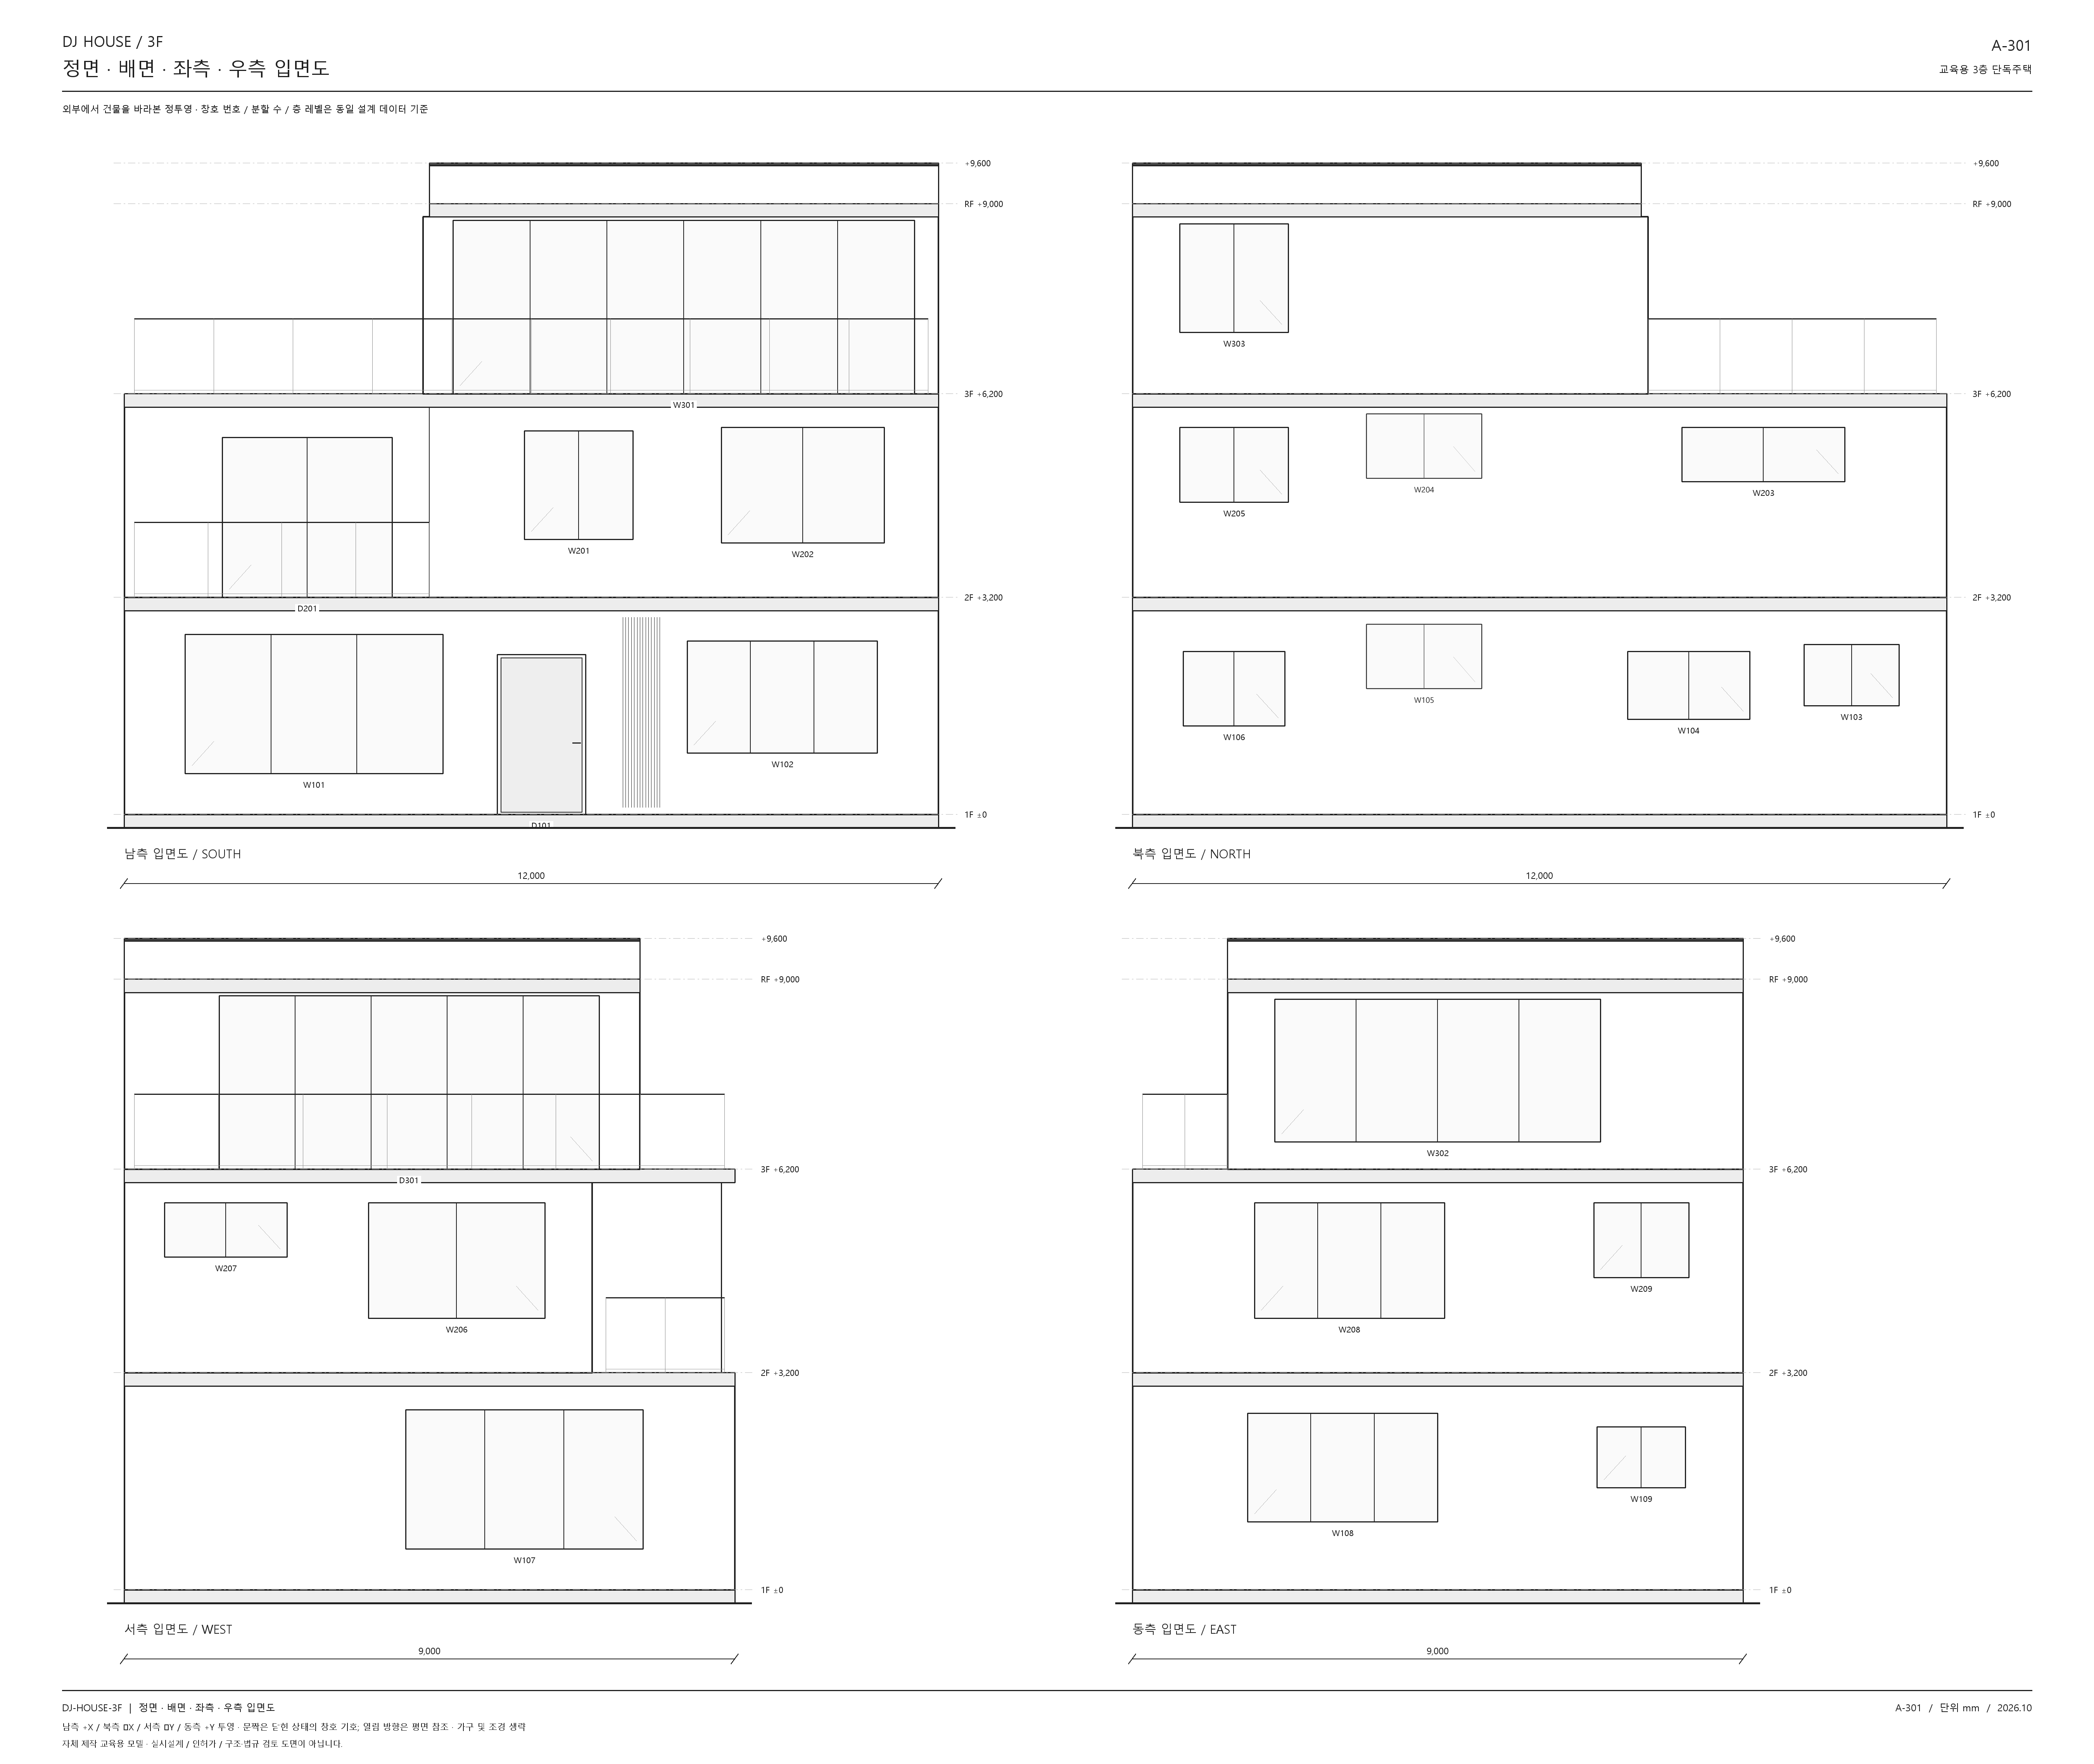 DJ HOUSE / 3F
정면 · 배면 · 좌측 · 우측 입면도
A-301
교육용 3층 단독주택
외부에서 건물을 바라본 정투영 · 창호 번호 / 분할 수 / 층 레벨은 동일 설계 데이터 기준
+9,600
RF +9,000
3F +6,200
W301
W201
W202
2F +3,200
D201
W101
W102
1F ±0
D101
남측 입면도 / SOUTH
12,000
+9,600
RF +9,000
W303
3F +6,200
W204
W203
W205
2F +3,200
W105
W103
W104
W106
1F ±0
북측 입면도 / NORTH
12,000
+9,600
RF +9,000
3F +6,200
D301
W207
W206
2F +3,200
W107
1F ±0
서측 입면도 / WEST
9,000
+9,600
RF +9,000
W302
3F +6,200
W209
W208
2F +3,200
W109
W108
1F ±0
동측 입면도 / EAST
9,000
DJ-HOUSE-3F | 정면 · 배면 · 좌측 · 우측 입면도
A-301 / 단위 mm / 2026.10
남측 +X / 북측 □X / 서측 □Y / 동측 +Y 투영 · 문짝은 닫힌 상태의 창호 기호; 열림 방향은 평면 참조 · 가구 및 조경 생략
자체 제작 교육용 모델 · 실시설계 / 인허가 / 구조·법규 검토 도면이 아닙니다.